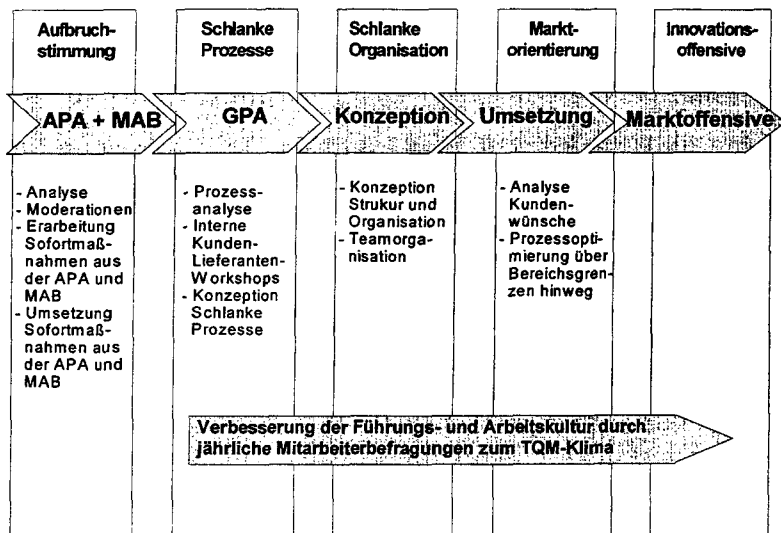 Aufbruch-
stimmung
Schlanke
Prozesse
Schlanke
Organisation
Markt-
orientierung
Innovations-
offensive
APA + MAB
GPA
Konzeption
Umsetzung
Marktoffensive
- Analyse
- Moderationen
- Erarbeitung
Sofortmaß-
nahmen aus
der APA und
MAB
- Umsetzung
Sofortmaß-
nahmen aus
der APA und
MAB
- Prozess-
analyse
- Interne
Kunden-
Lieferanten-
Workshops
- Konzeption
Schlanke
Prozesse
- Konzeption
Strukur und
Organisation
- Teamorga-
nisation
- Analyse
Kunden-
wünsche
- Prozessopti-
mierung über
Bereichsgren-
zen hinweg
Verbesserung der Führungs- und Arbeitskultur durch
jährliche Mitarbeiterbefragungen zum TQM-Klima